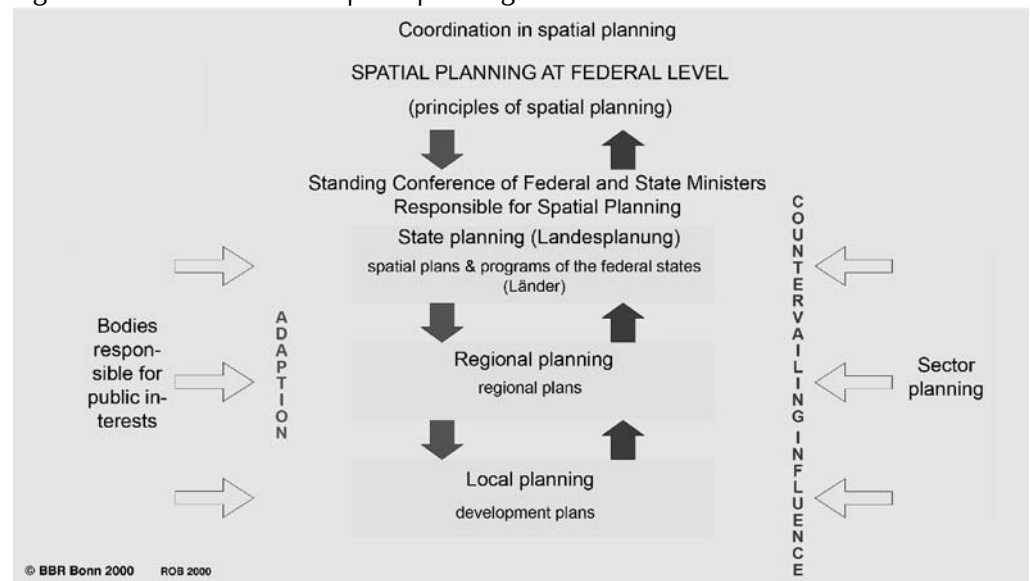 Coordination in spatial planning
SPATIAL PLANNING AT FEDERAL LEVEL
(principles of spatial planning)
Standing Conference of Federal and State Ministers
Responsible for Spatial Planning
State planning (Landesplanung)
spatial plans & programs of the federal states
(Länder)
Bodies
respon-
sible for
public in-
terests
ADAPTION
Regional planning
regional plans
COUNTERVAILING INFLUENCE
Sector
planning
Local planning
development plans
© BBR Bonn 2000 ROB 2000